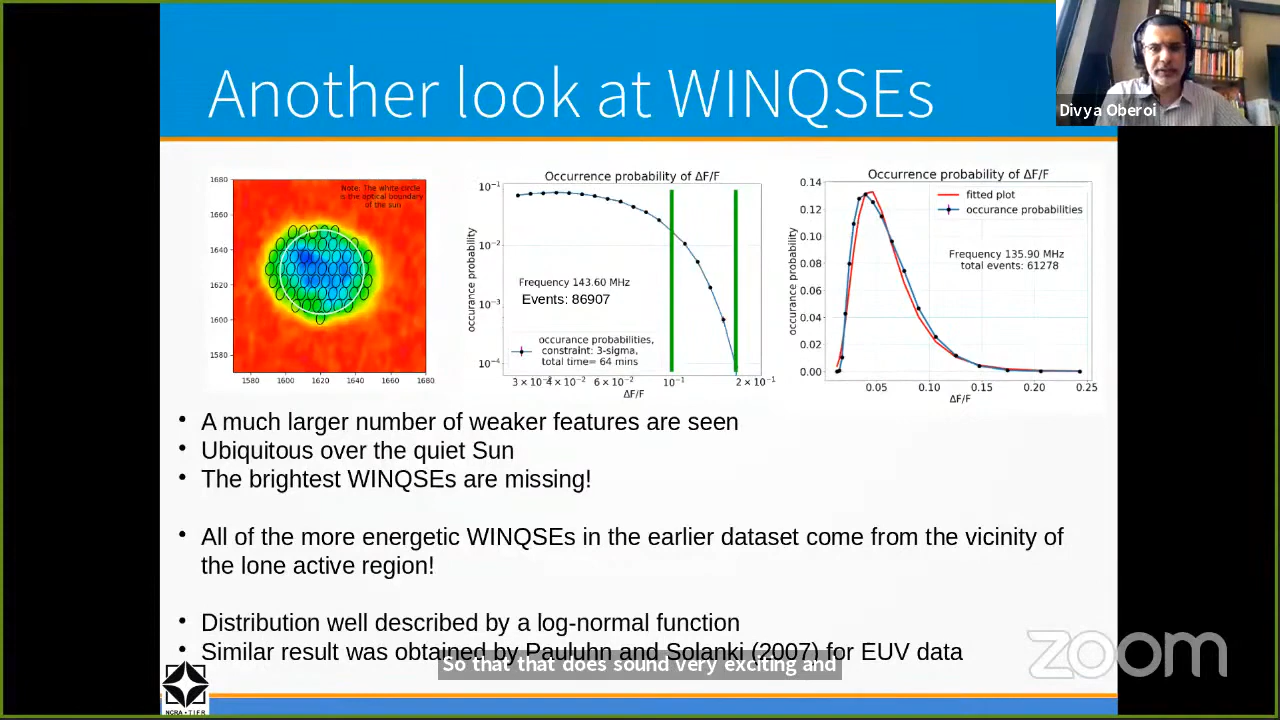 Another look at WINQSEs
Divya Oberoi
1680
1660
1640
1620
1600
1580
1580 1600 1620 1640 1660 1680
Note: The white circle
is the optical boundary
of the sun
Occurrence probability of ΔF/F
occurrence probability
10⁻¹
10⁻²
10⁻³
10⁻⁴
Frequency 143.60 MHz
Events: 86907
occurance probabilities,
constraint: 3-sigma,
total time= 64 mins
3 × 10⁻² 4 × 10⁻² 6 × 10⁻² 10⁻¹ 2 × 10⁻¹
ΔF/F
Occurrence probability of ΔF/F
occurance probability
0.14
0.12
0.10
0.08
0.06
0.04
0.02
0.00
fitted plot
occurance probabilities
Frequency 135.90 MHz
total events: 61278
0.05 0.10 0.15 0.20 0.25
ΔF/F
• A much larger number of weaker features are seen
• Ubiquitous over the quiet Sun
• The brightest WINQSEs are missing!
• All of the more energetic WINQSEs in the earlier dataset come from the vicinity of
the lone active region!
• Distribution well described by a log-normal function
• Similar result was obtained by Pauluhn and Solanki (2007) for EUV data
So that that does sound very exciting and
zoom
NCRA • TIFR